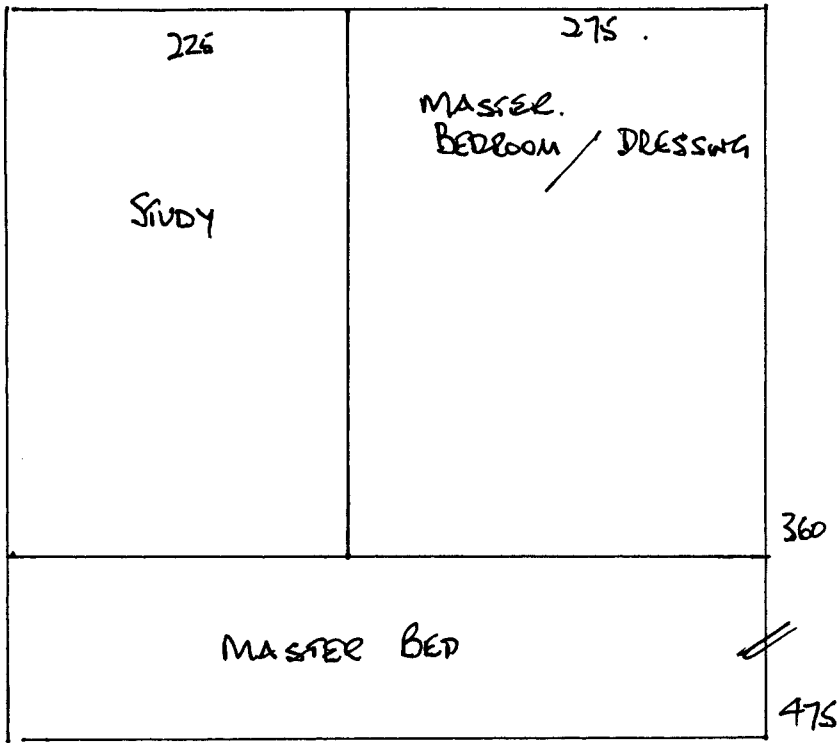 225
275.
MASTER.
BEDROOM / DRESSING
STUDY
360
MASTER BED
475